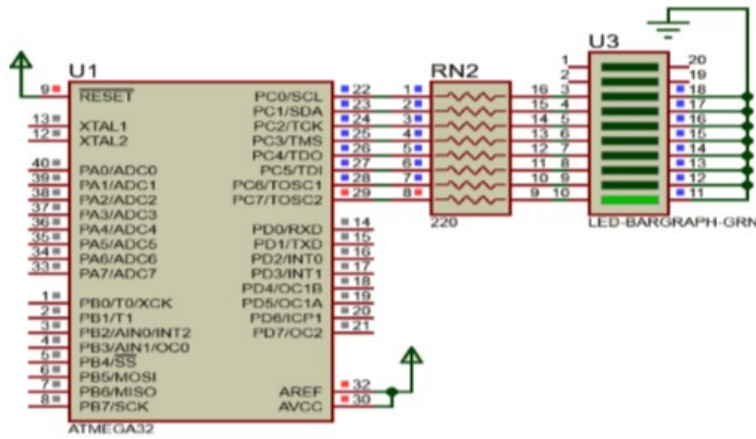 U1
9 RESET
13 XTAL1
12 XTAL2
40 PA0/ADC0
39 PA1/ADC1
38 PA2/ADC2
37 PA3/ADC3
36 PA4/ADC4
35 PA5/ADC5
34 PA6/ADC6
33 PA7/ADC7
1 PB0/T0/XCK
2 PB1/T1
3 PB2/AIN0/INT2
4 PB3/AIN1/OC0
5 PB4/SS
6 PB5/MOSI
7 PB6/MISO
8 PB7/SCK
PC0/SCL 22
PC1/SDA 23
PC2/TCK 24
PC3/TMS 25
PC4/TDO 26
PC5/TDI 27
PC6/TOSC1 28
PC7/TOSC2 29
PD0/RXD 14
PD1/TXD 15
PD2/INT0 16
PD3/INT1 17
PD4/OC1B 18
PD5/OC1A 19
PD6/ICP1 20
PD7/OC2 21
AREF 32
AVCC 30
ATMEGA32
RN2
1 16
2 15
3 14
4 13
5 12
6 11
7 10
8 9
220
U3
1 20
2 19
3 18
4 17
5 16
6 15
7 14
8 13
9 12
10 11
LED-BARGRAPH-GRN